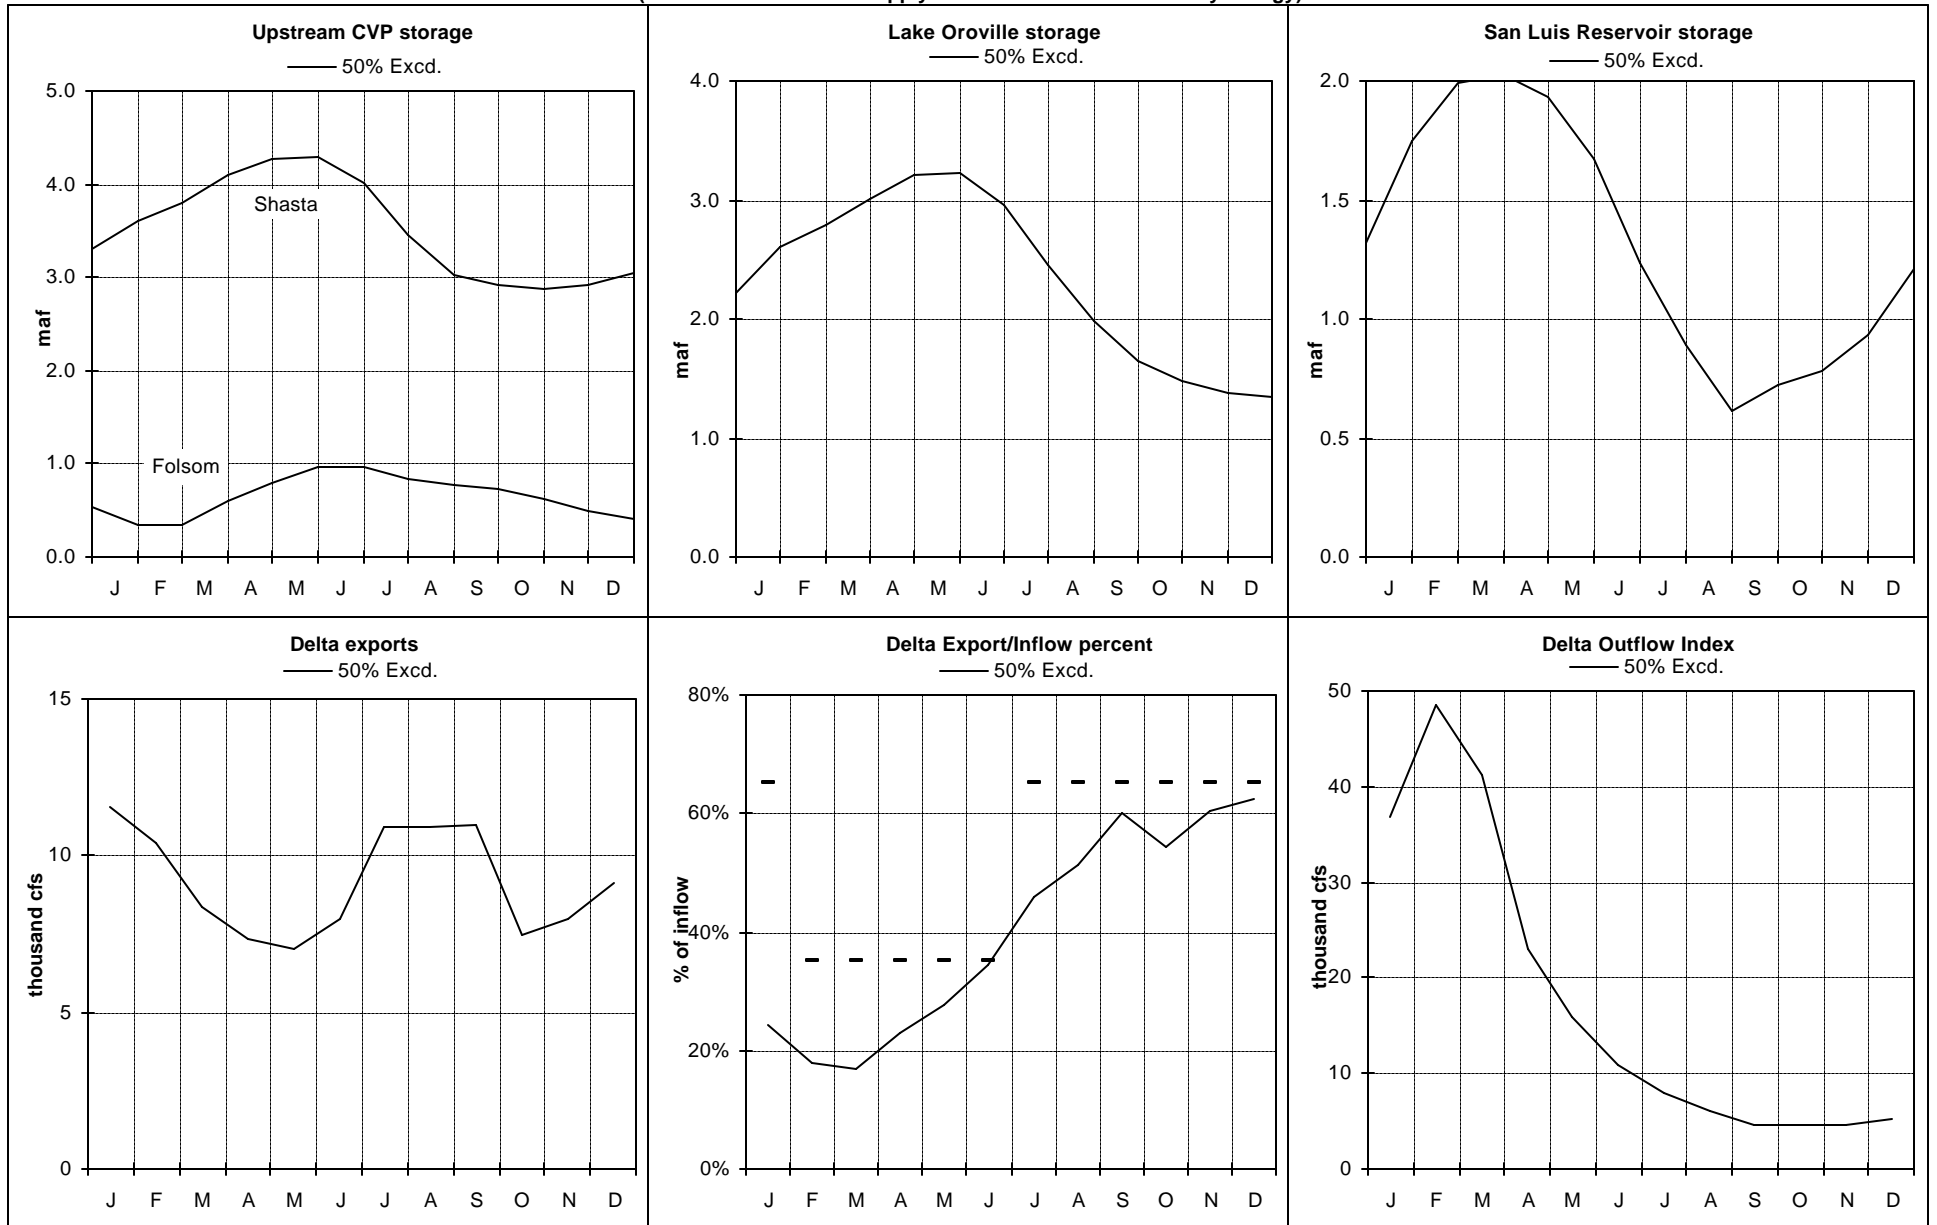 Upstream CVP storage
50% Excd.
5.0
4.0
3.0
2.0
1.0
0.0
maf
Shasta
Folsom
J F M A M J J A S O N D
Lake Oroville storage
50% Excd.
4.0
3.0
2.0
1.0
0.0
maf
J F M A M J J A S O N D
San Luis Reservoir storage
50% Excd.
2.0
1.5
1.0
0.5
0.0
maf
J F M A M J J A S O N D
Delta exports
50% Excd.
15
10
5
0
thousand cfs
J F M A M J J A S O N D
Delta Export/Inflow percent
50% Excd.
80%
60%
40%
20%
0%
% of inflow
J F M A M J J A S O N D
Delta Outflow Index
50% Excd.
50
40
30
20
10
0
thousand cfs
J F M A M J J A S O N D